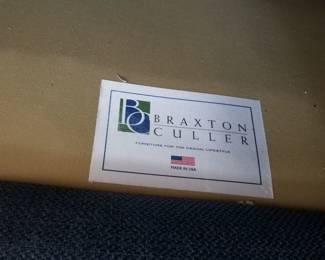 BC BRAXTON
CULLER
FURNITURE FOR THE CASUAL LIFESTYLE
MADE IN USA